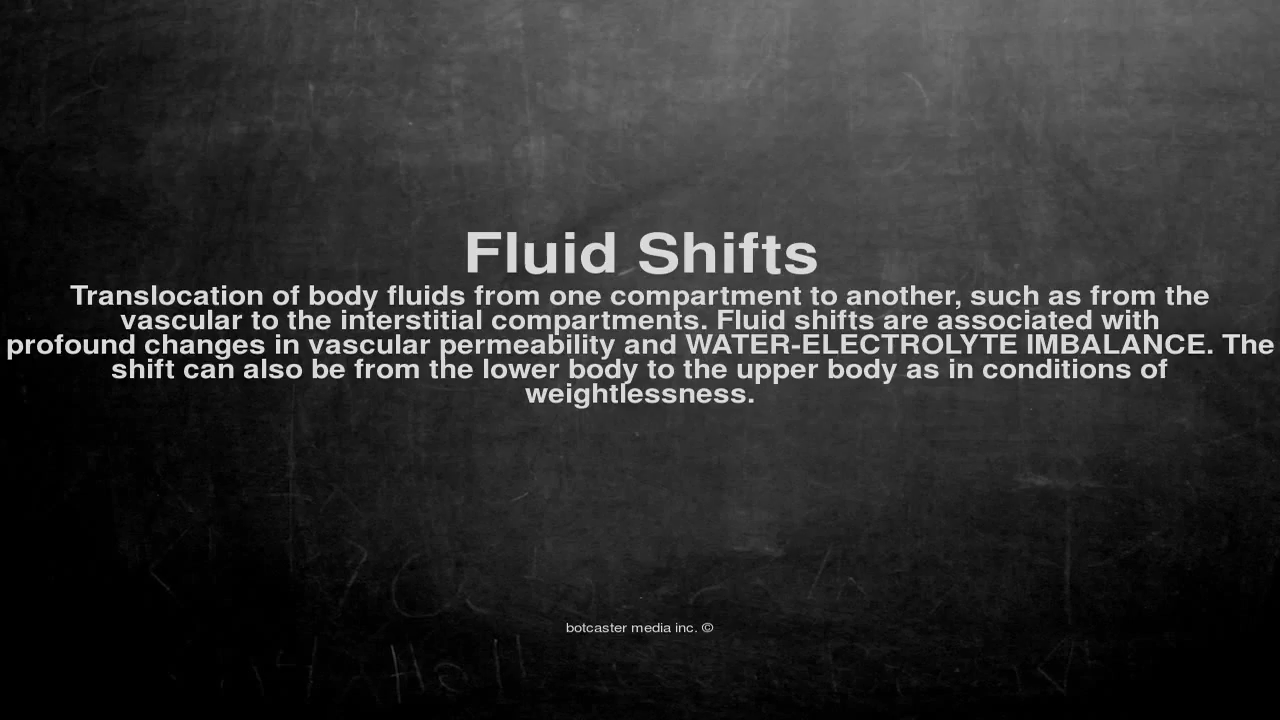 Fluid Shifts
Translocation of body fluids from one compartment to another, such as from the
vascular to the interstitial compartments. Fluid shifts are associated with
profound changes in vascular permeability and WATER-ELECTROLYTE IMBALANCE. The
shift can also be from the lower body to the upper body as in conditions of
weightlessness.
botcaster media inc. ©